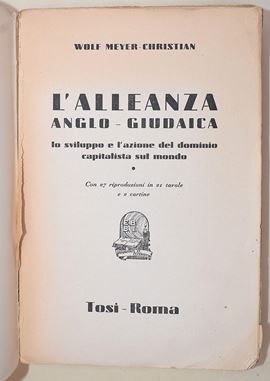 WOLF MEYER-CHRISTIAN
L'ALLEANZA
ANGLO-GIUDAICA
lo sviluppo e l'azione del dominio
capitalista sul mondo
Con 27 riproduzioni in 21 tavole
e 2 cartine
Tosi-Roma